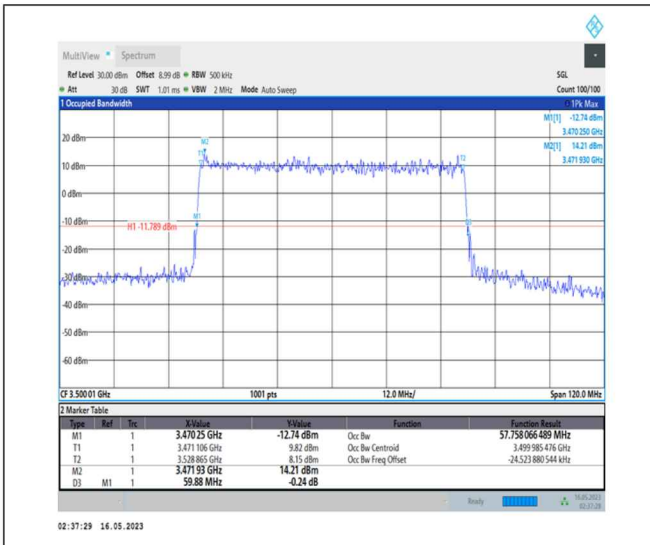 MultiView Spectrum
Ref Level 30.00 dBm Offset 8.99 dB RBW 500 kHz SGL
Att 30 dB SWT 1.01 ms VBW 2 MHz Mode Auto Sweep Count 100/100
1 Occupied Bandwidth 1Pk Max
M1[1] -12.74 dBm
3.470 250 GHz
M2[1] 14.21 dBm
3.471 930 GHz
M2
20 dBm
T1
T2
10 dBm
0 dBm
-10 dBm
M1
H1 -11.789 dBm
D3
-20 dBm
-30 dBm
-40 dBm
-50 dBm
-60 dBm
CF 3.500 01 GHz 1001 pts 12.0 MHz/ Span 120.0 MHz
2 Marker Table
Type Ref Trc X-Value Y-Value Function Function Result
M1 1 3.470 25 GHz -12.74 dBm Occ Bw 57.758 066 489 MHz
T1 1 3.471 106 GHz 9.82 dBm Occ Bw Centroid 3.499 985 476 GHz
T2 1 3.528 865 GHz 8.15 dBm Occ Bw Freq Offset -24.523 880 544 kHz
M2 1 3.471 93 GHz 14.21 dBm
D3 M1 1 59.88 MHz -0.24 dB
Ready 16.05.2023
02:37:28
02:37:29 16.05.2023